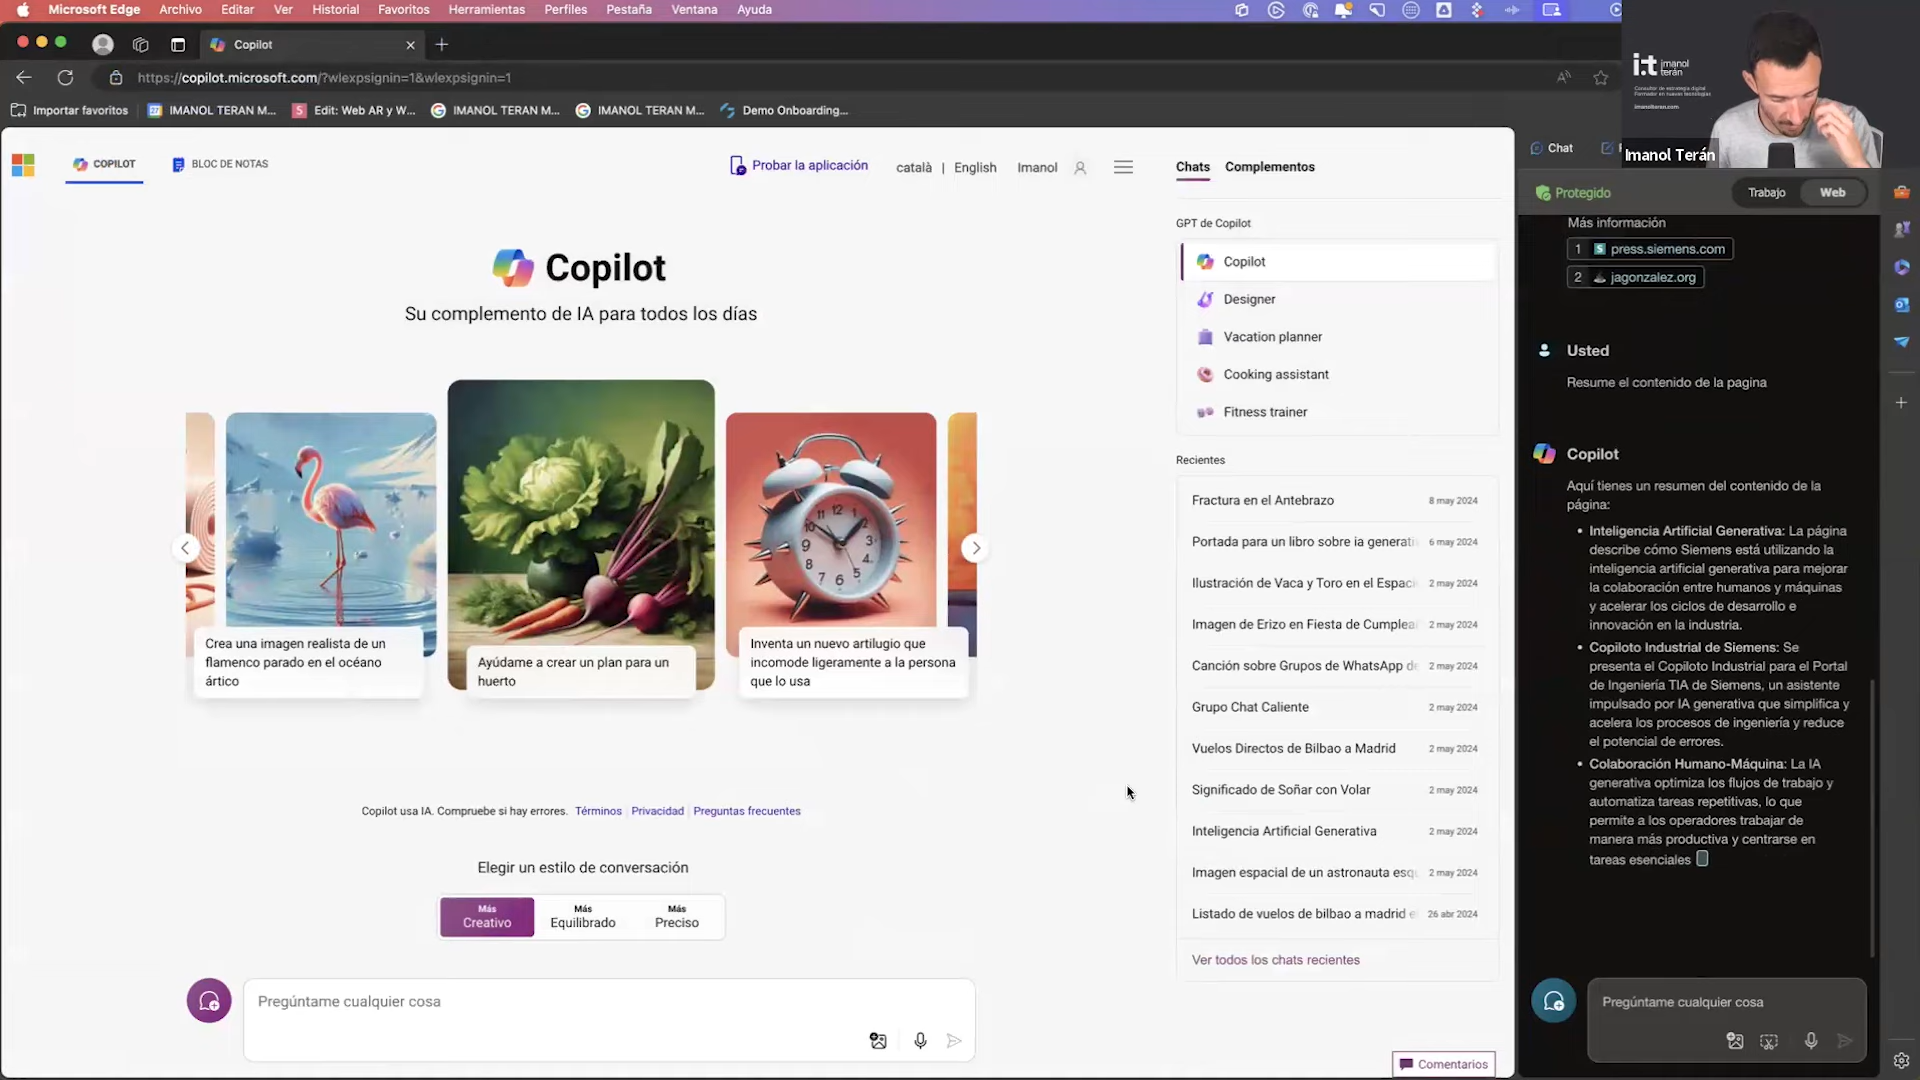 Microsoft Edge Archivo Editar Ver Historial Favoritos Herramientas Perfiles Pestaña Ventana Ayuda
Copilot
https://copilot.microsoft.com/?wlexpsignin=1&wlexpsignin=1
Importar favoritos IMANOL TERAN M... Edit: Web AR y W... IMANOL TERAN M... IMANOL TERAN M... Demo Onboarding...
i.t imanol
terán
Consultor de estrategia digital
Formador en nuevas tecnologías
imanolteran.com
Imanol Terán
COPILOT BLOC DE NOTAS
Probar la aplicación català | English Imanol
Copilot
Su complemento de IA para todos los días
Crea una imagen realista de un
flamenco parado en el océano
ártico
Ayúdame a crear un plan para un
huerto
Inventa un nuevo artilugio que
incomode ligeramente a la persona
que lo usa
Copilot usa IA. Compruebe si hay errores. Términos | Privacidad | Preguntas frecuentes
Elegir un estilo de conversación
Más
Creativo
Más
Equilibrado
Más
Preciso
Pregúntame cualquier cosa
Chats Complementos
GPT de Copilot
Copilot
Designer
Vacation planner
Cooking assistant
Fitness trainer
Recientes
Fractura en el Antebrazo 8 may 2024
Portada para un libro sobre ia generati 6 may 2024
Ilustración de Vaca y Toro en el Espaci 2 may 2024
Imagen de Erizo en Fiesta de Cumplea 2 may 2024
Canción sobre Grupos de WhatsApp de 2 may 2024
Grupo Chat Caliente 2 may 2024
Vuelos Directos de Bilbao a Madrid 2 may 2024
Significado de Soñar con Volar 2 may 2024
Inteligencia Artificial Generativa 2 may 2024
Imagen espacial de un astronauta esq 2 may 2024
Listado de vuelos de bilbao a madrid e 26 abr 2024
Ver todos los chats recientes
Comentarios
Chat
Protegido Trabajo Web
Más información
1 press.siemens.com
2 jagonzalez.org
Usted
Resume el contenido de la pagina
Copilot
Aquí tienes un resumen del contenido de la
página:
• Inteligencia Artificial Generativa: La página
describe cómo Siemens está utilizando la
inteligencia artificial generativa para mejorar
la colaboración entre humanos y máquinas
y acelerar los ciclos de desarrollo e
innovación en la industria.
• Copiloto Industrial de Siemens: Se
presenta el Copiloto Industrial para el Portal
de Ingeniería TIA de Siemens, un asistente
impulsado por IA generativa que simplifica y
acelera los procesos de ingeniería y reduce
el potencial de errores.
• Colaboración Humano-Máquina: La IA
generativa optimiza los flujos de trabajo y
automatiza tareas repetitivas, lo que
permite a los operadores trabajar de
manera más productiva y centrarse en
tareas esenciales
Pregúntame cualquier cosa